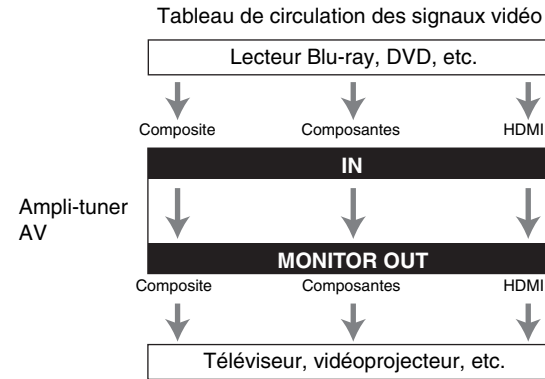 Tableau de circulation des signaux vidéo
Lecteur Blu-ray, DVD, etc.
Composite Composantes HDMI
IN
Ampli-tuner
AV
MONITOR OUT
Composite Composantes HDMI
Téléviseur, vidéoprojecteur, etc.